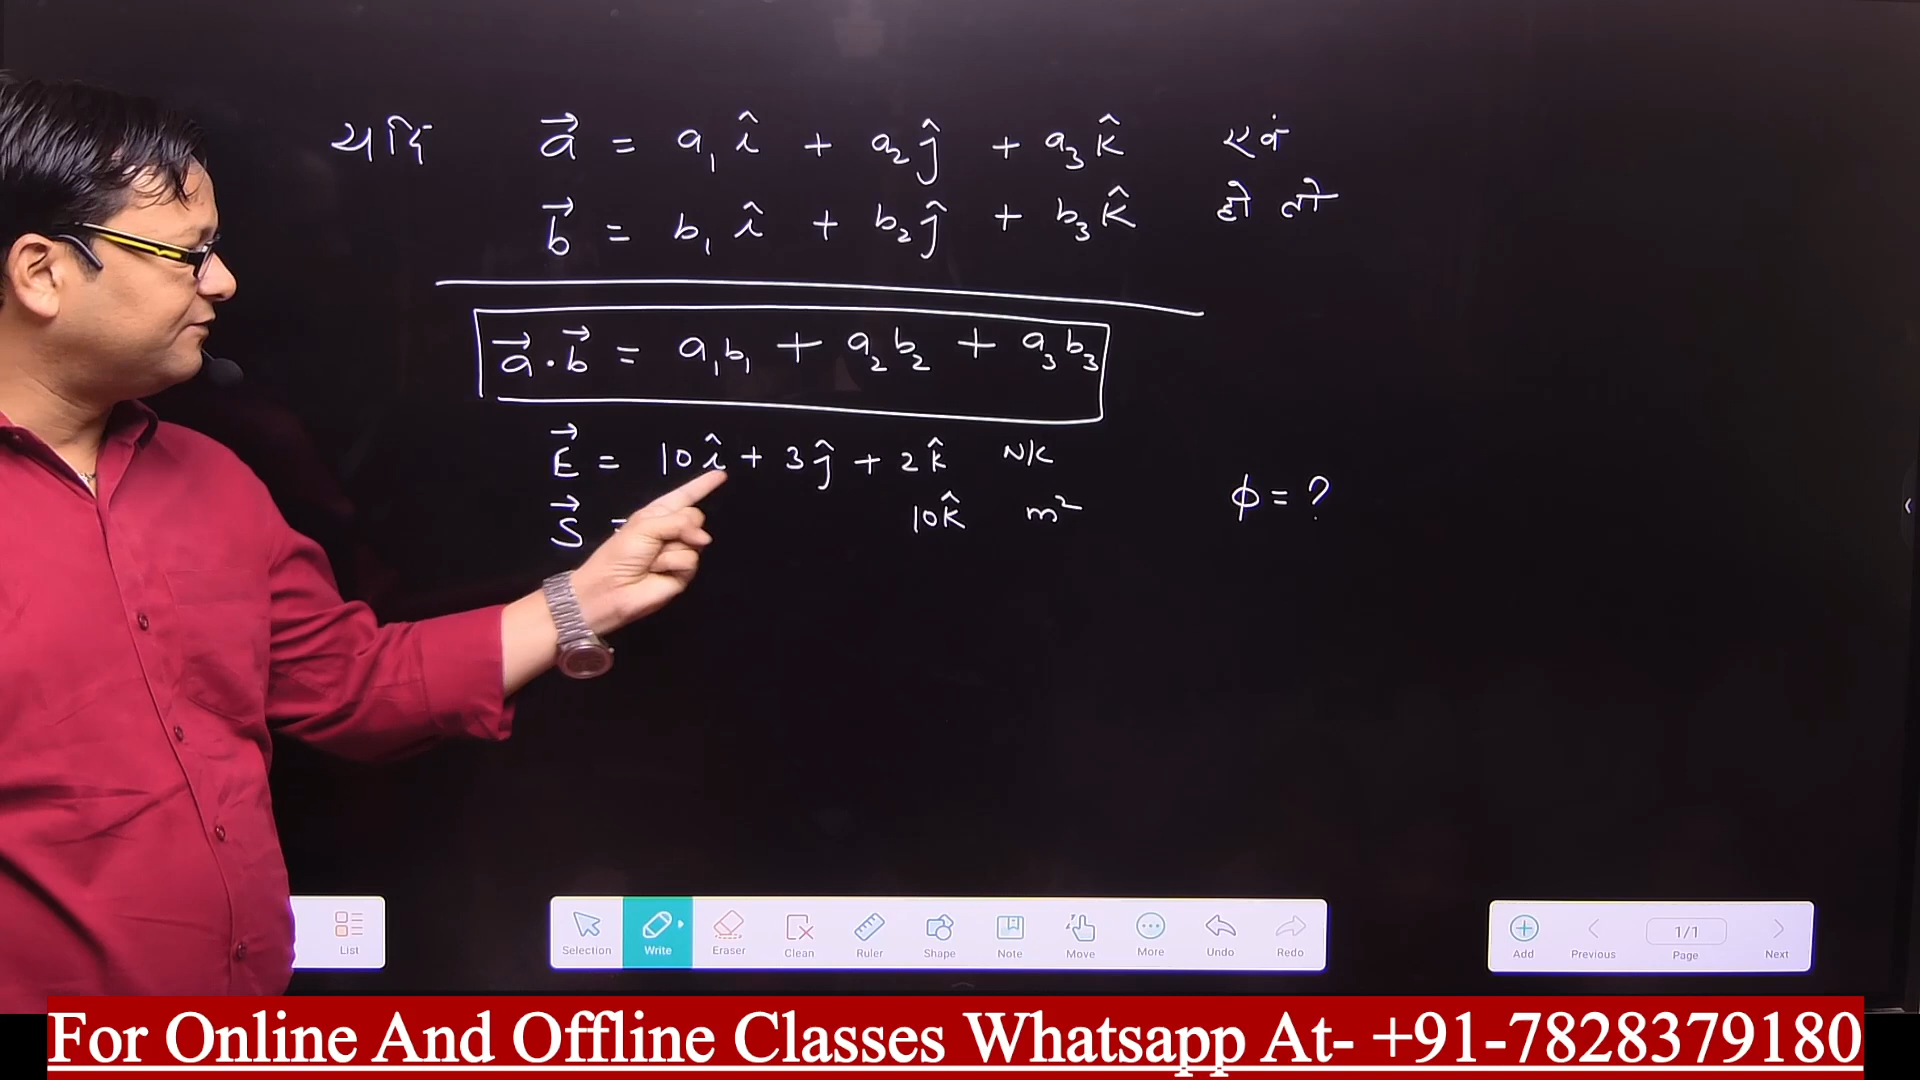 यदि a⃗ = a₁î + a₂ĵ + a₃k̂ एवं
b⃗ = b₁î + b₂ĵ + b₃k̂ हो तो
a⃗·b⃗ = a₁b₁ + a₂b₂ + a₃b₃
E⃗ = 10î + 3ĵ + 2k̂ N/C
S⃗ = 10k̂ m²
ϕ = ?
List
Selection Write Eraser Clean Ruler Shape Note Move More Undo Redo
Add Previous 1/1 Page Next
For Online And Offline Classes Whatsapp At- +91-7828379180